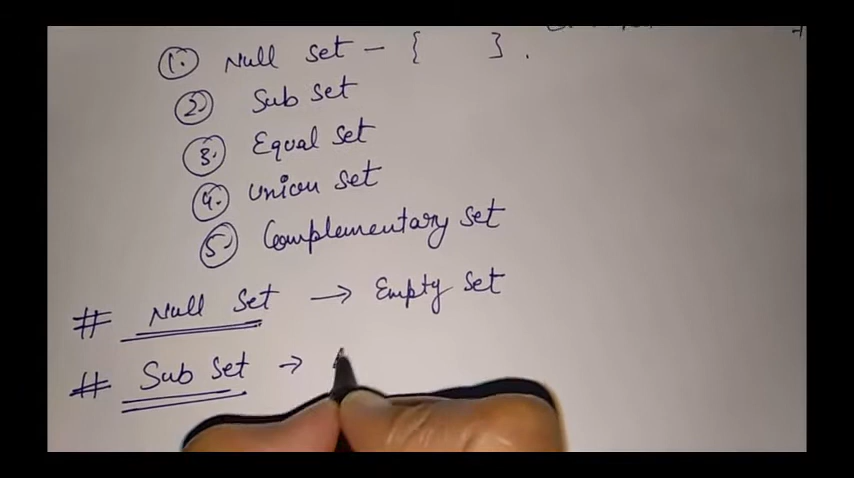 1. Null set - { } .
2. Sub set
3. Equal set
4. Union set
5. Complementary set
# Null set → Empty set
# Sub set →